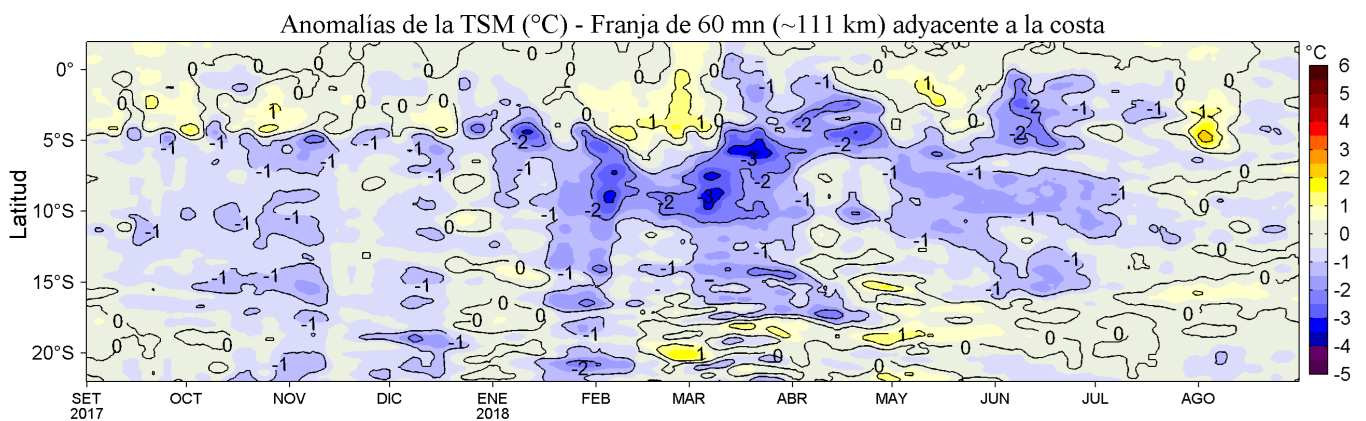 Anomalías de la TSM (°C) - Franja de 60 mn (~111 km) adyacente a la costa
°C
Latitud
0°
5°S
10°S
15°S
20°S
6
5
4
3
2
1
0
-1
-2
-3
-4
-5
SET OCT NOV DIC ENE FEB MAR ABR MAY JUN JUL AGO
2017 2018